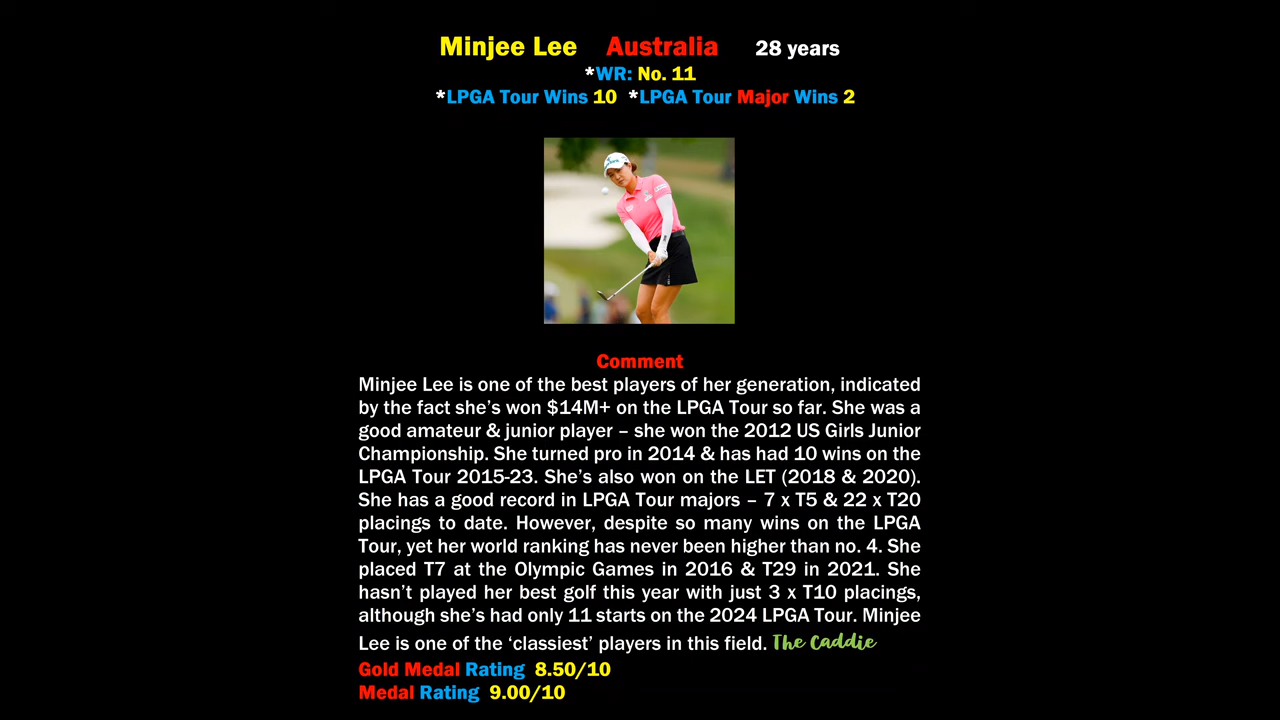 Minjee Lee Australia 28 years
*WR: No. 11
*LPGA Tour Wins 10 *LPGA Tour Major Wins 2
Comment
Minjee Lee is one of the best players of her generation, indicated
by the fact she’s won $14M+ on the LPGA Tour so far. She was a
good amateur & junior player – she won the 2012 US Girls Junior
Championship. She turned pro in 2014 & has had 10 wins on the
LPGA Tour 2015-23. She’s also won on the LET (2018 & 2020).
She has a good record in LPGA Tour majors – 7 x T5 & 22 x T20
placings to date. However, despite so many wins on the LPGA
Tour, yet her world ranking has never been higher than no. 4. She
placed T7 at the Olympic Games in 2016 & T29 in 2021. She
hasn’t played her best golf this year with just 3 x T10 placings,
although she’s had only 11 starts on the 2024 LPGA Tour. Minjee
Lee is one of the ‘classiest’ players in this field. The Caddie
Gold Medal Rating 8.50/10
Medal Rating 9.00/10